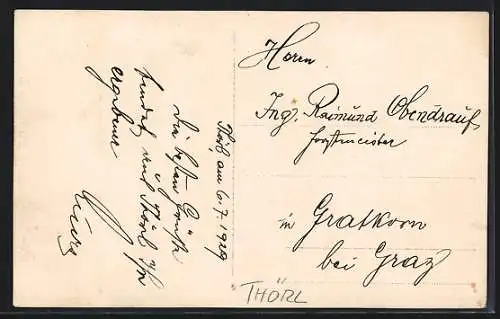 Thörl am 6.7.1929
Die besten Grüße
sendet aus Thörl Ihr
ergebener
Herrn
Ing. Raimund Obendrauf
Forstmeister
in Gratkorn
bei Graz
THÖRL